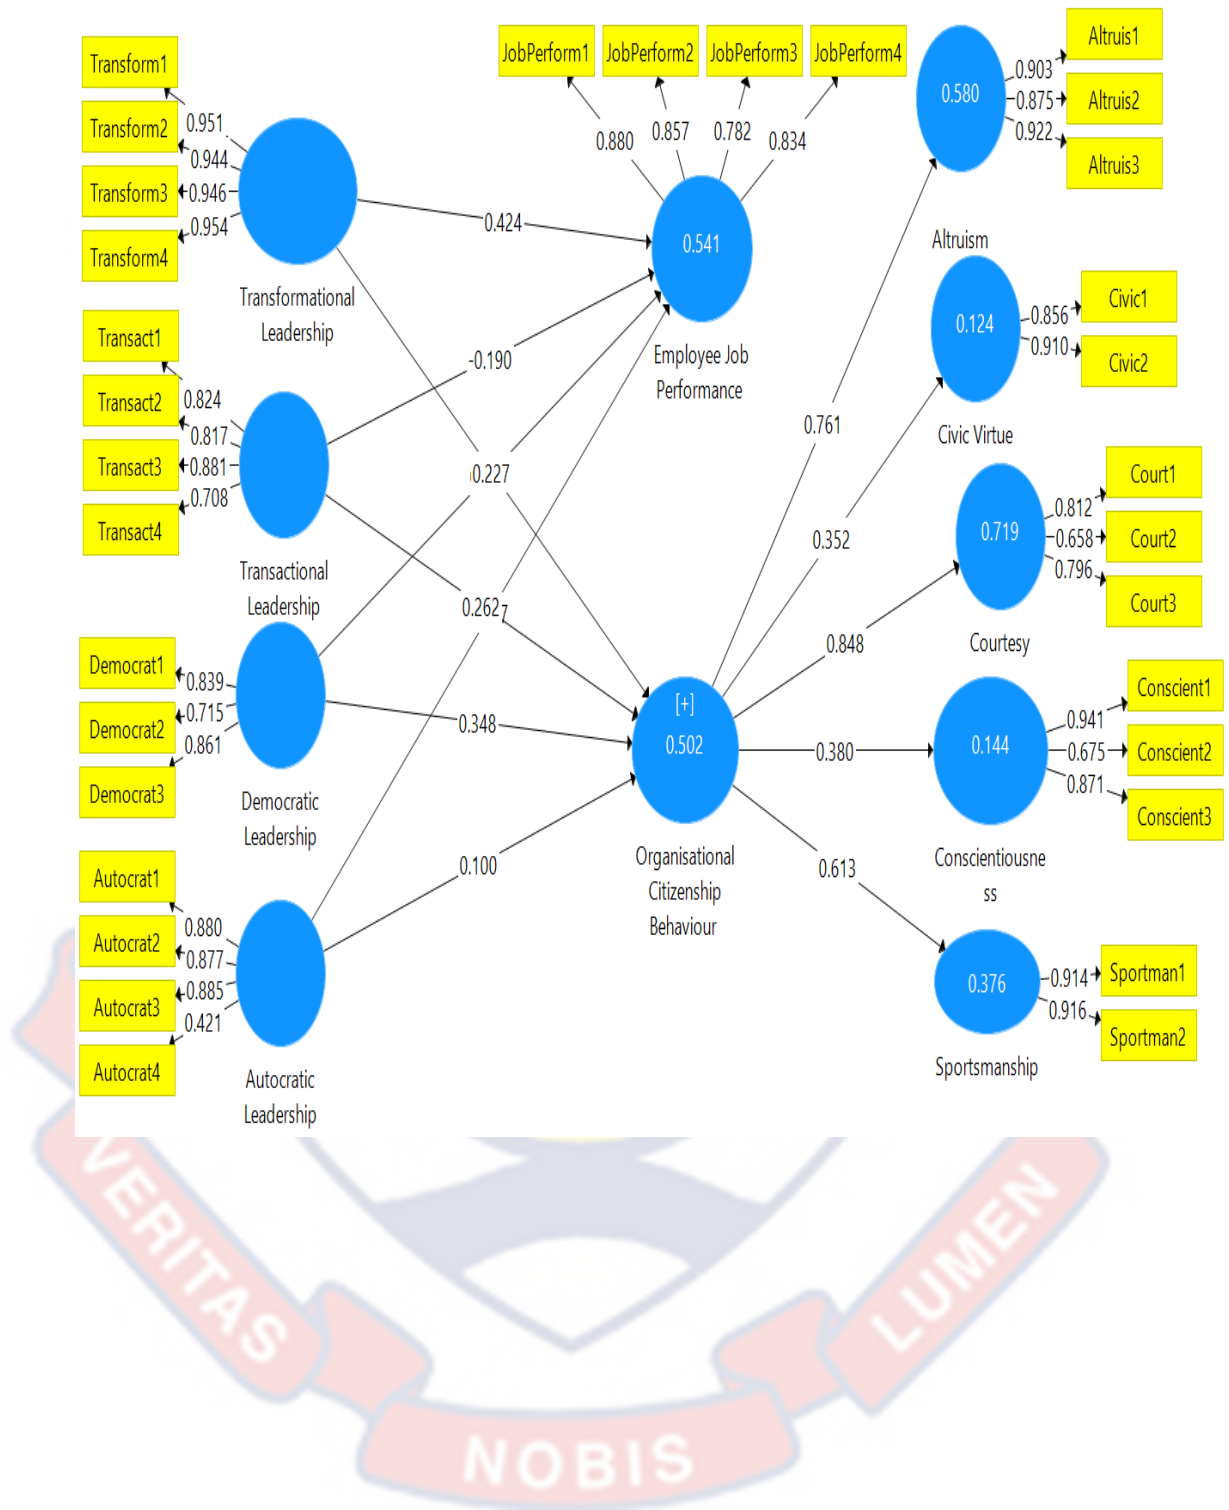 Transform1
Transform2
Transform3
Transform4
0.951
0.944
0.946
0.954
Transformational
Leadership
Transact1
Transact2
Transact3
Transact4
0.824
0.817
0.881
0.708
Transactional
Leadership
Democrat1
Democrat2
Democrat3
0.839
0.715
0.861
Democratic
Leadership
Autocrat1
Autocrat2
Autocrat3
Autocrat4
0.880
0.877
0.885
0.421
Autocratic
Leadership
0.424
-0.190
0.227
0.262
0.348
0.100
JobPerform1
JobPerform2
JobPerform3
JobPerform4
0.880
0.857
0.782
0.834
0.541
Employee Job
Performance
[+]
0.502
Organisational
Citizenship
Behaviour
0.761
0.352
0.848
0.380
0.613
0.580
Altruism
0.903
0.875
0.922
Altruis1
Altruis2
Altruis3
0.124
Civic Virtue
0.856
0.910
Civic1
Civic2
0.719
Courtesy
0.812
0.658
0.796
Court1
Court2
Court3
0.144
Conscientiousne
ss
0.941
0.675
0.871
Conscient1
Conscient2
Conscient3
0.376
Sportsmanship
0.914
0.916
Sportman1
Sportman2
VERITAS
NOBIS
LUMEN